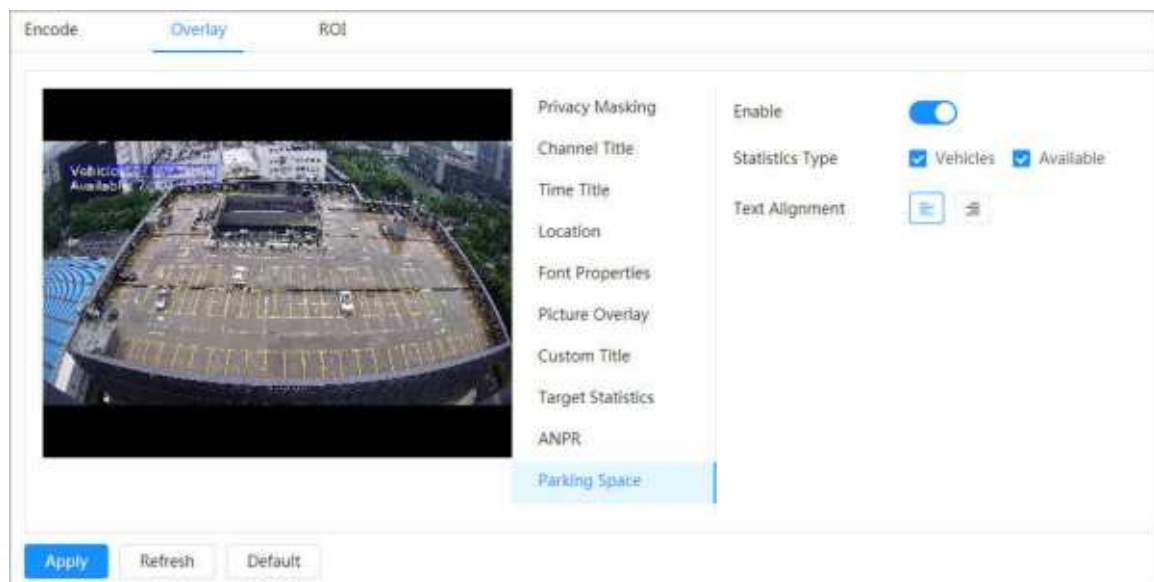 Encode Overlay ROI
Privacy Masking
Channel Title
Time Title
Location
Font Properties
Picture Overlay
Custom Title
Target Statistics
ANPR
Parking Space
Enable
Statistics Type Vehicles Available
Text Alignment
Available
Apply Refresh Default